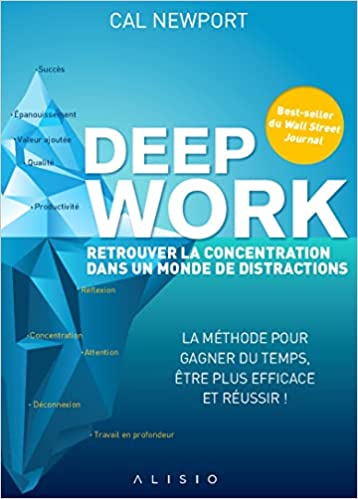 CAL NEWPORT
• Succès
• Épanouissement
• Valeur ajoutée
• Qualité
• Productivité
Best-seller
du Wall Street
Journal
DEEP
WORK
RETROUVER LA CONCENTRATION
DANS UN MONDE DE DISTRACTIONS
• Réflexion
• Concentration
• Attention
• Déconnexion
• Travail en profondeur
LA MÉTHODE POUR
GAGNER DU TEMPS,
ÊTRE PLUS EFFICACE
ET RÉUSSIR !
ALISIO